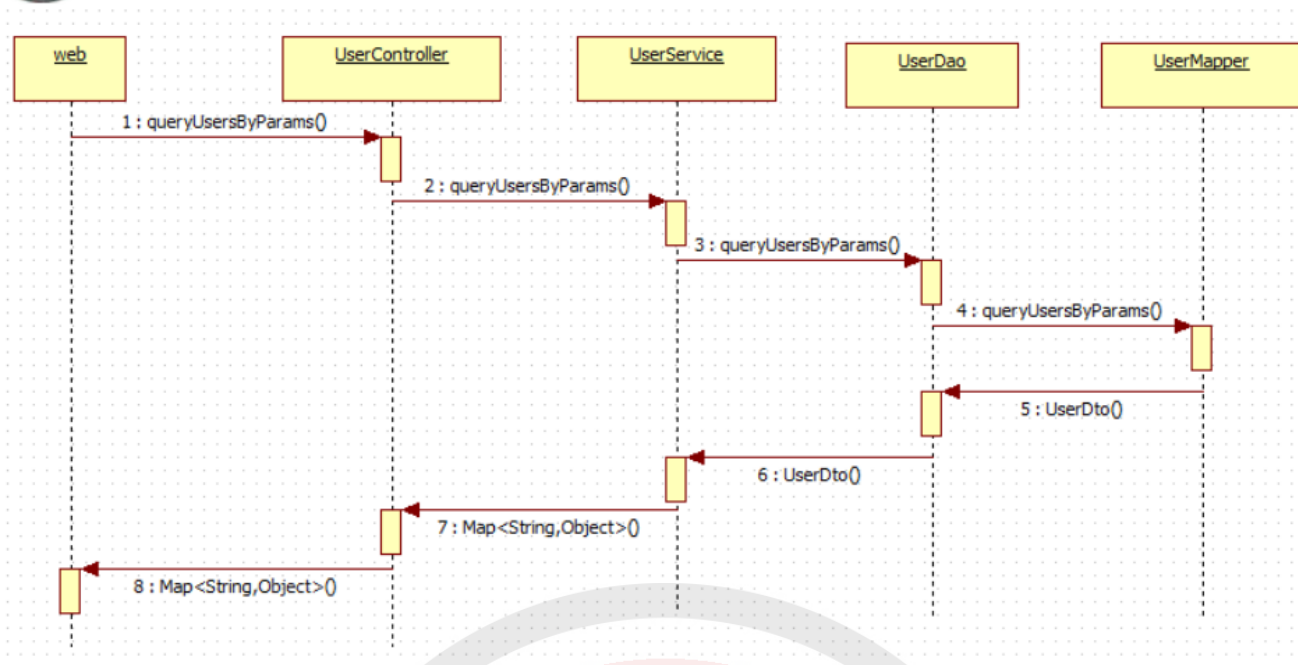 web
UserController
UserService
UserDao
UserMapper
1 : queryUsersByParams()
2 : queryUsersByParams()
3 : queryUsersByParams()
4 : queryUsersByParams()
5 : UserDto()
6 : UserDto()
7 : Map<String,Object>()
8 : Map<String,Object>()